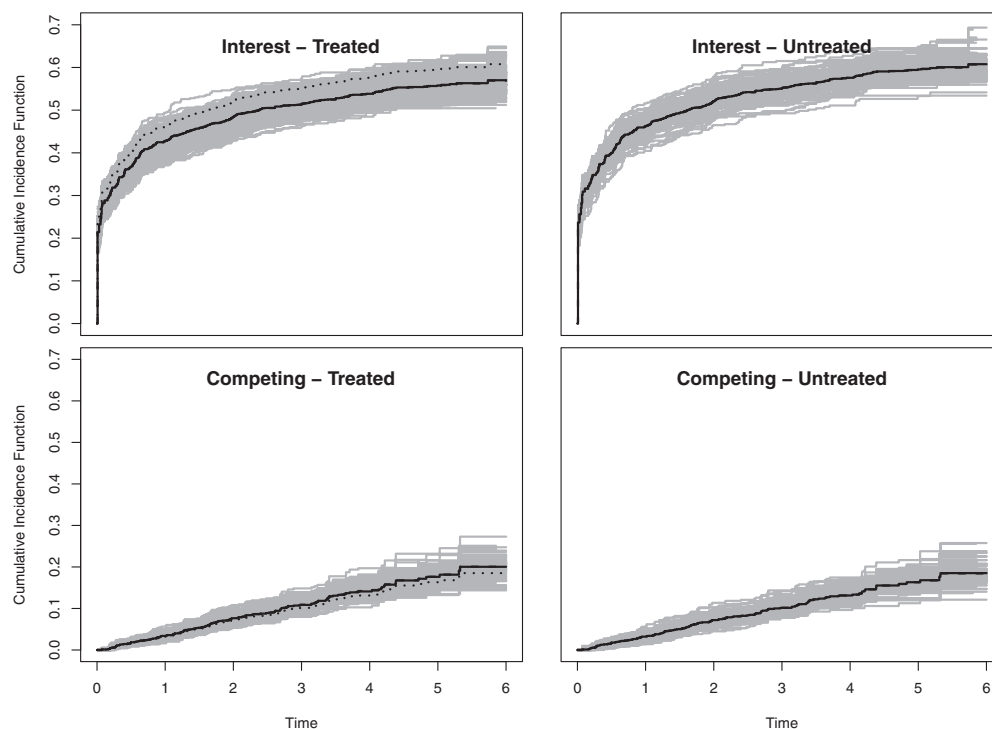 Interest – Treated
Interest – Untreated
Cumulative Incidence Function
0.7
0.6
0.5
0.4
0.3
0.2
0.1
0.0
Competing – Treated
Competing – Untreated
Cumulative Incidence Function
0.7
0.6
0.5
0.4
0.3
0.2
0.1
0.0
0 1 2 3 4 5 6
0 1 2 3 4 5 6
Time
Time